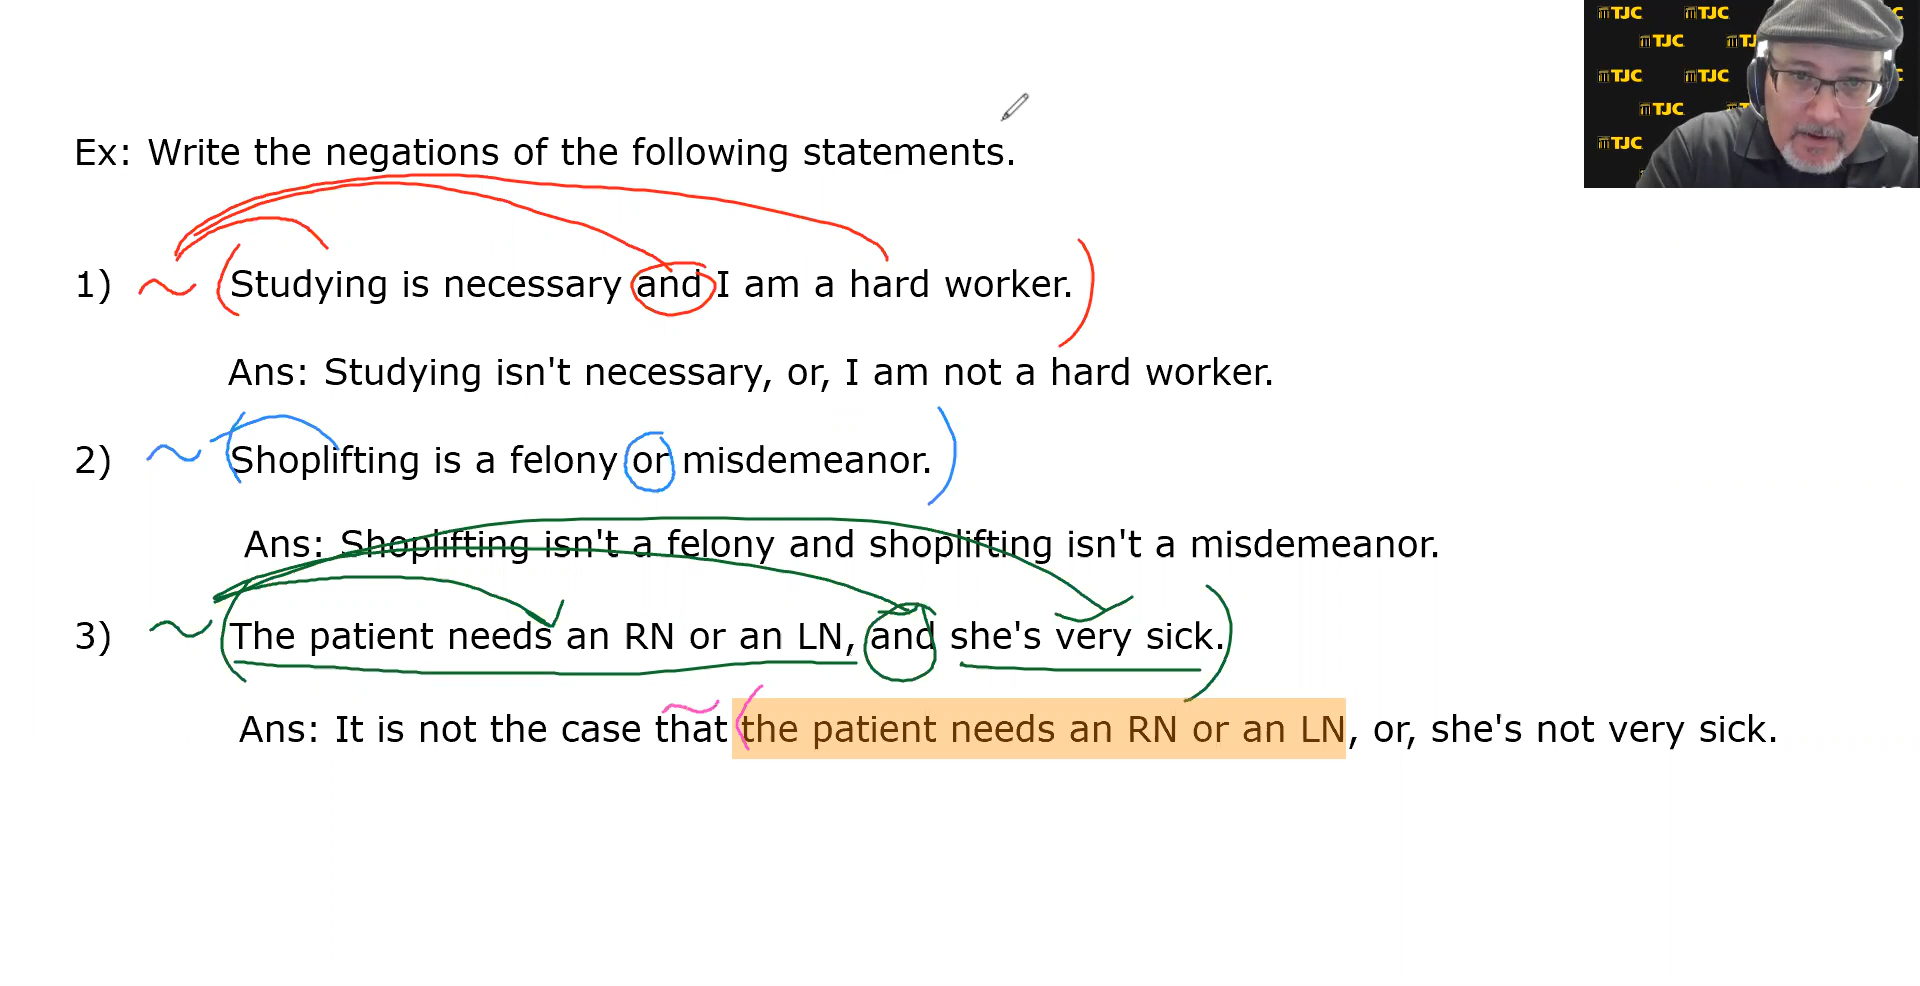 Ex: Write the negations of the following statements.
1) ~ (Studying is necessary and I am a hard worker.)
Ans: Studying isn't necessary, or, I am not a hard worker.
2) ~ (Shoplifting is a felony or misdemeanor.)
Ans: Shoplifting isn't a felony and shoplifting isn't a misdemeanor.
3) ~ (The patient needs an RN or an LN, and she's very sick.)
~ (
Ans: It is not the case that the patient needs an RN or an LN, or, she's not very sick.
TJC TJC
TJC
TJC TJC
TJC
TJC